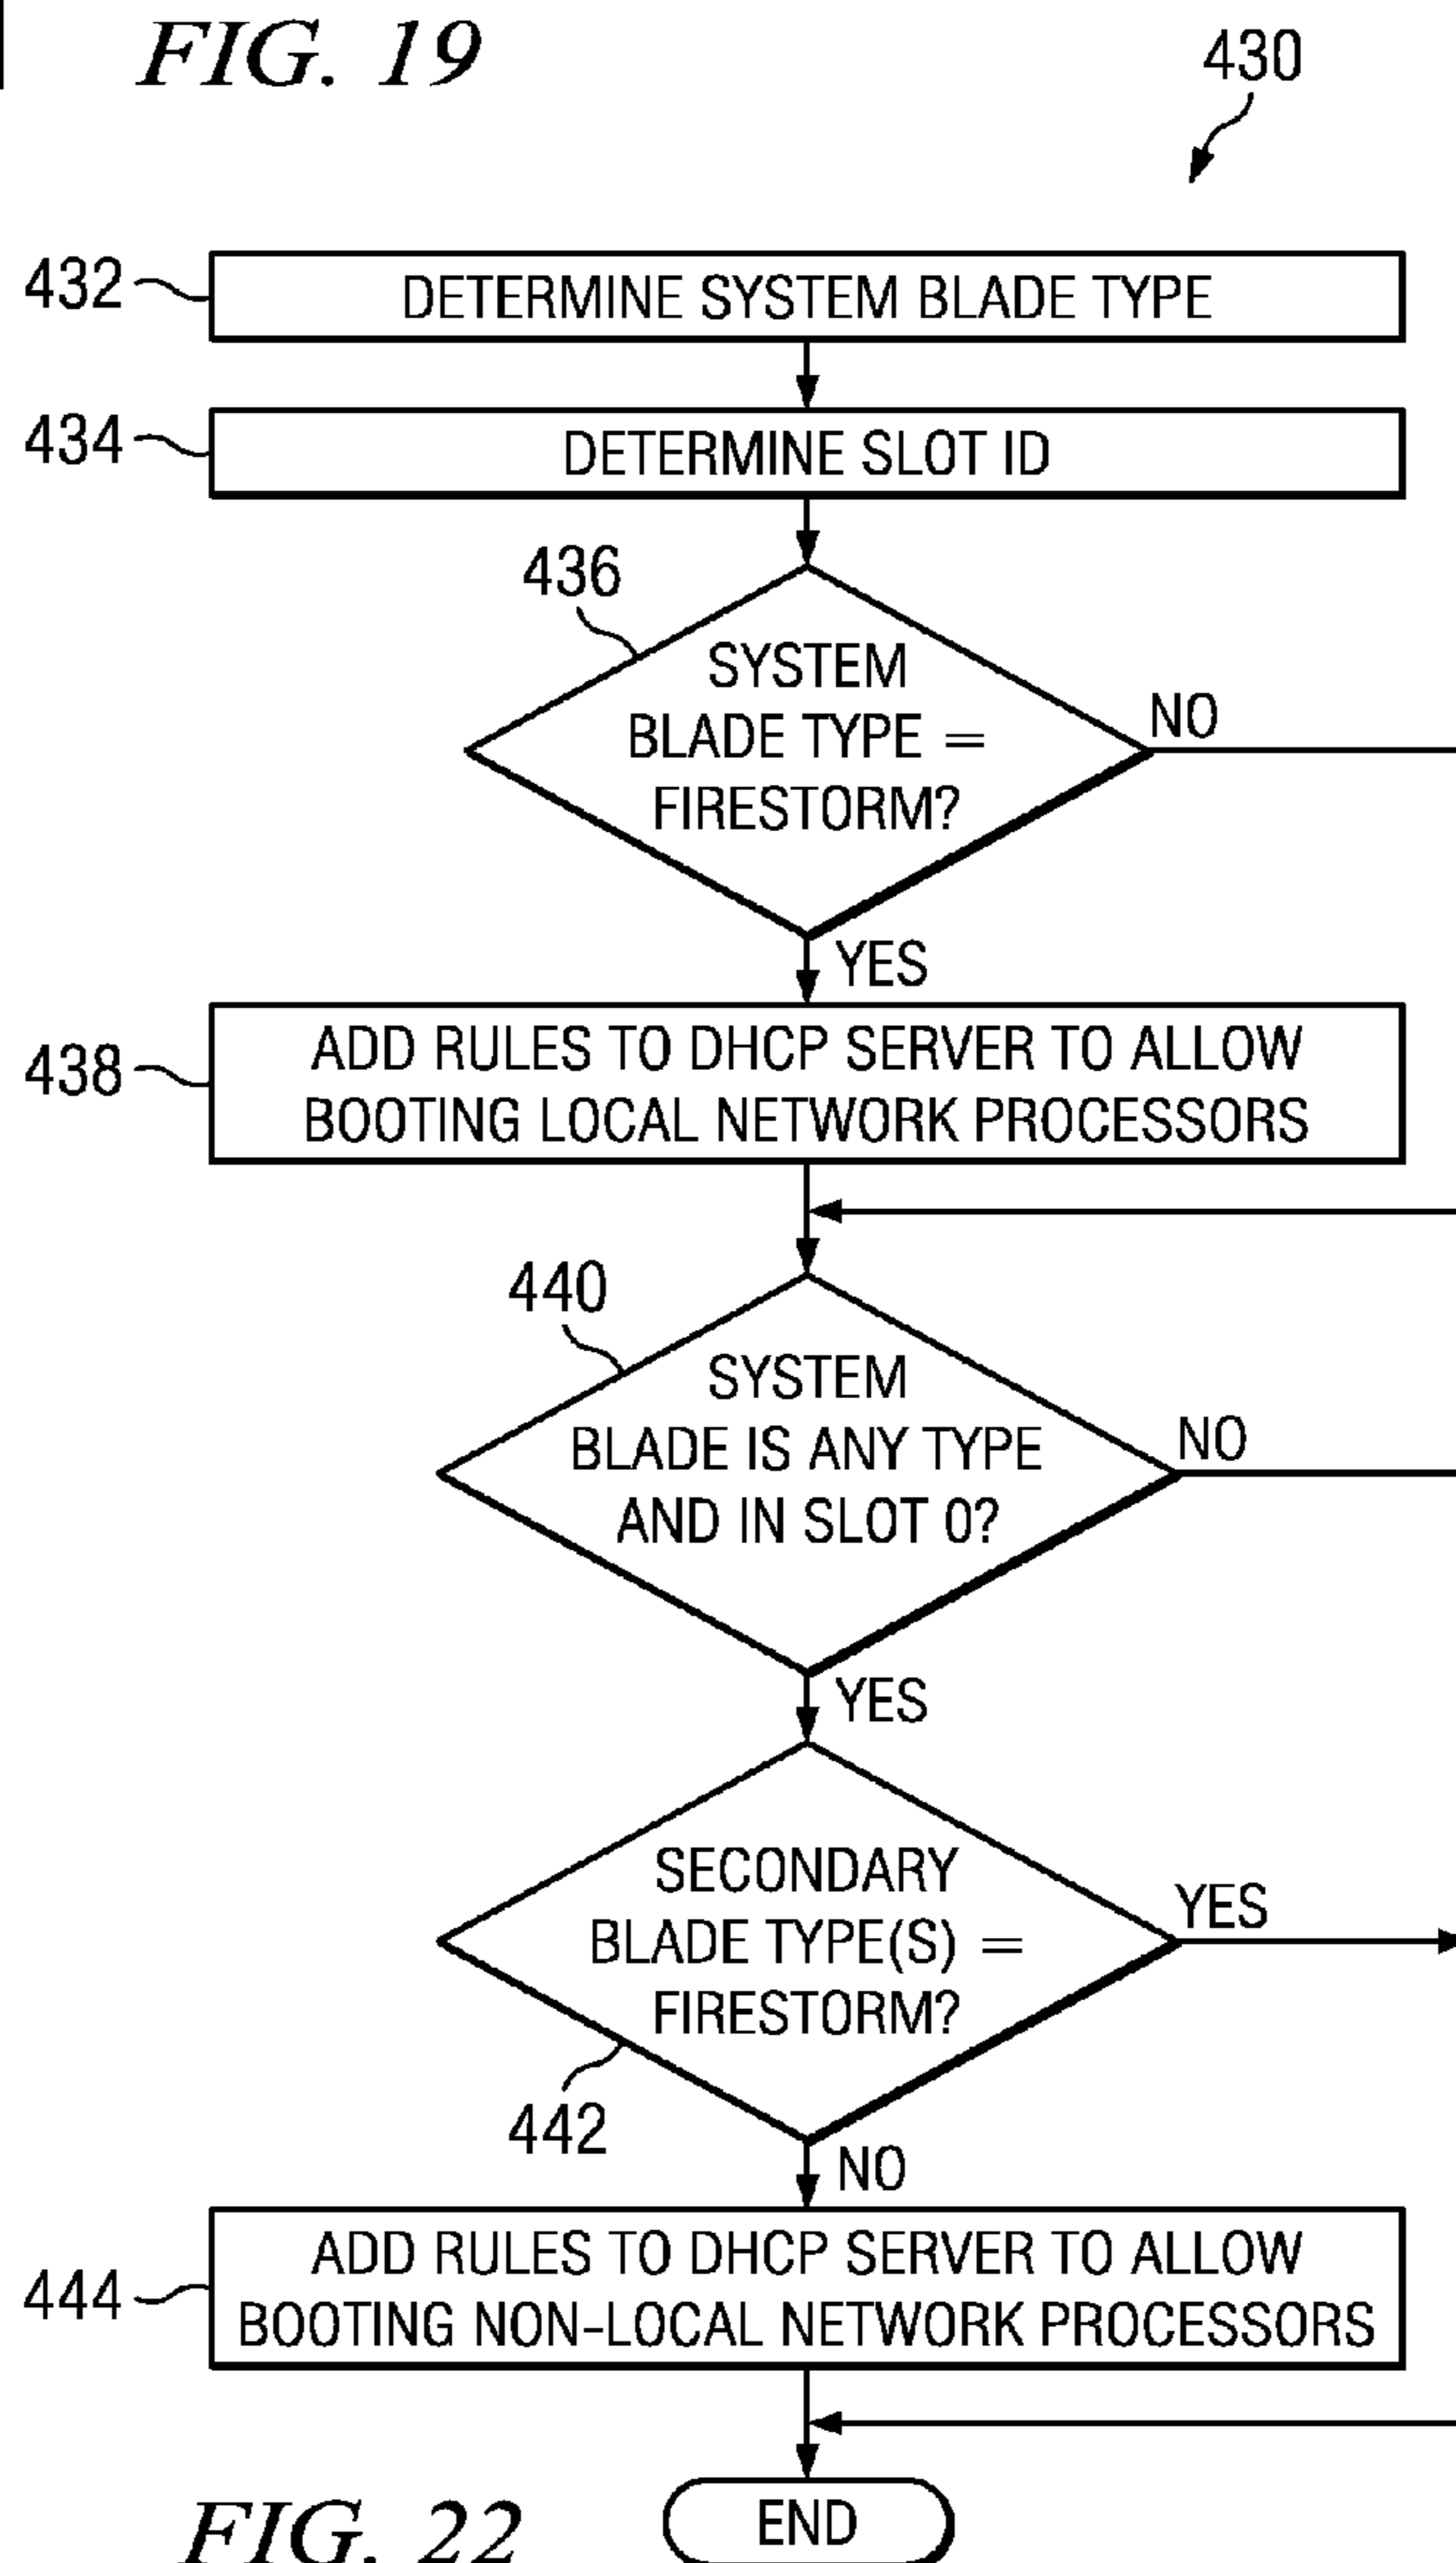 FIG. 19
430
432
DETERMINE SYSTEM BLADE TYPE
434
DETERMINE SLOT ID
436
SYSTEM
BLADE TYPE =
FIRESTORM?
NO
YES
438
ADD RULES TO DHCP SERVER TO ALLOW
BOOTING LOCAL NETWORK PROCESSORS
440
SYSTEM
BLADE IS ANY TYPE
AND IN SLOT 0?
NO
YES
SECONDARY
BLADE TYPE(S) =
FIRESTORM?
YES
442
NO
444
ADD RULES TO DHCP SERVER TO ALLOW
BOOTING NON-LOCAL NETWORK PROCESSORS
END
FIG. 22